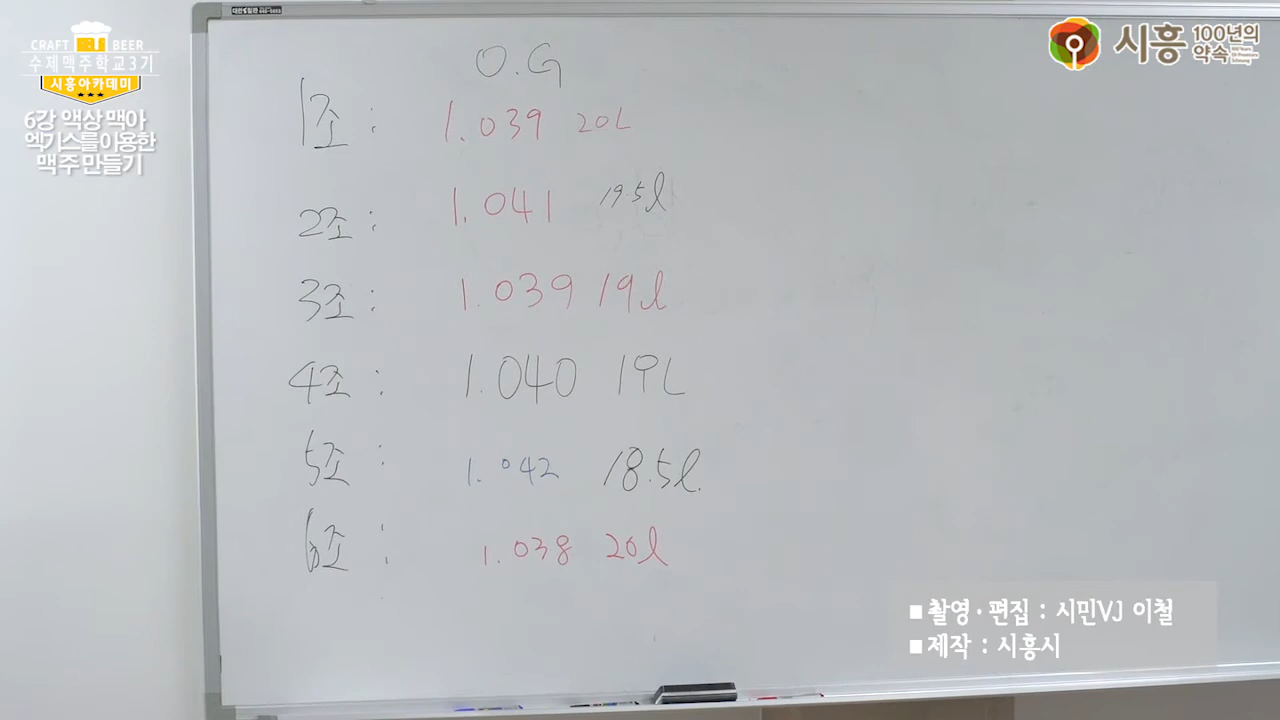 CRAFT BEER
수제맥주학교3기
시흥아카데미
6강 액상 맥아
엑기스를이용한
맥주 만들기
시흥 100년의
약속
O.G
1조 : 1.039 20L
2조 : 1.041 19.5l
3조 : 1.039 19l
4조 : 1.040 19L
5조 : 1.042 18.5l.
6조 : 1.038 20l
■ 촬영·편집 : 시민VJ 이철
■ 제작 : 시흥시